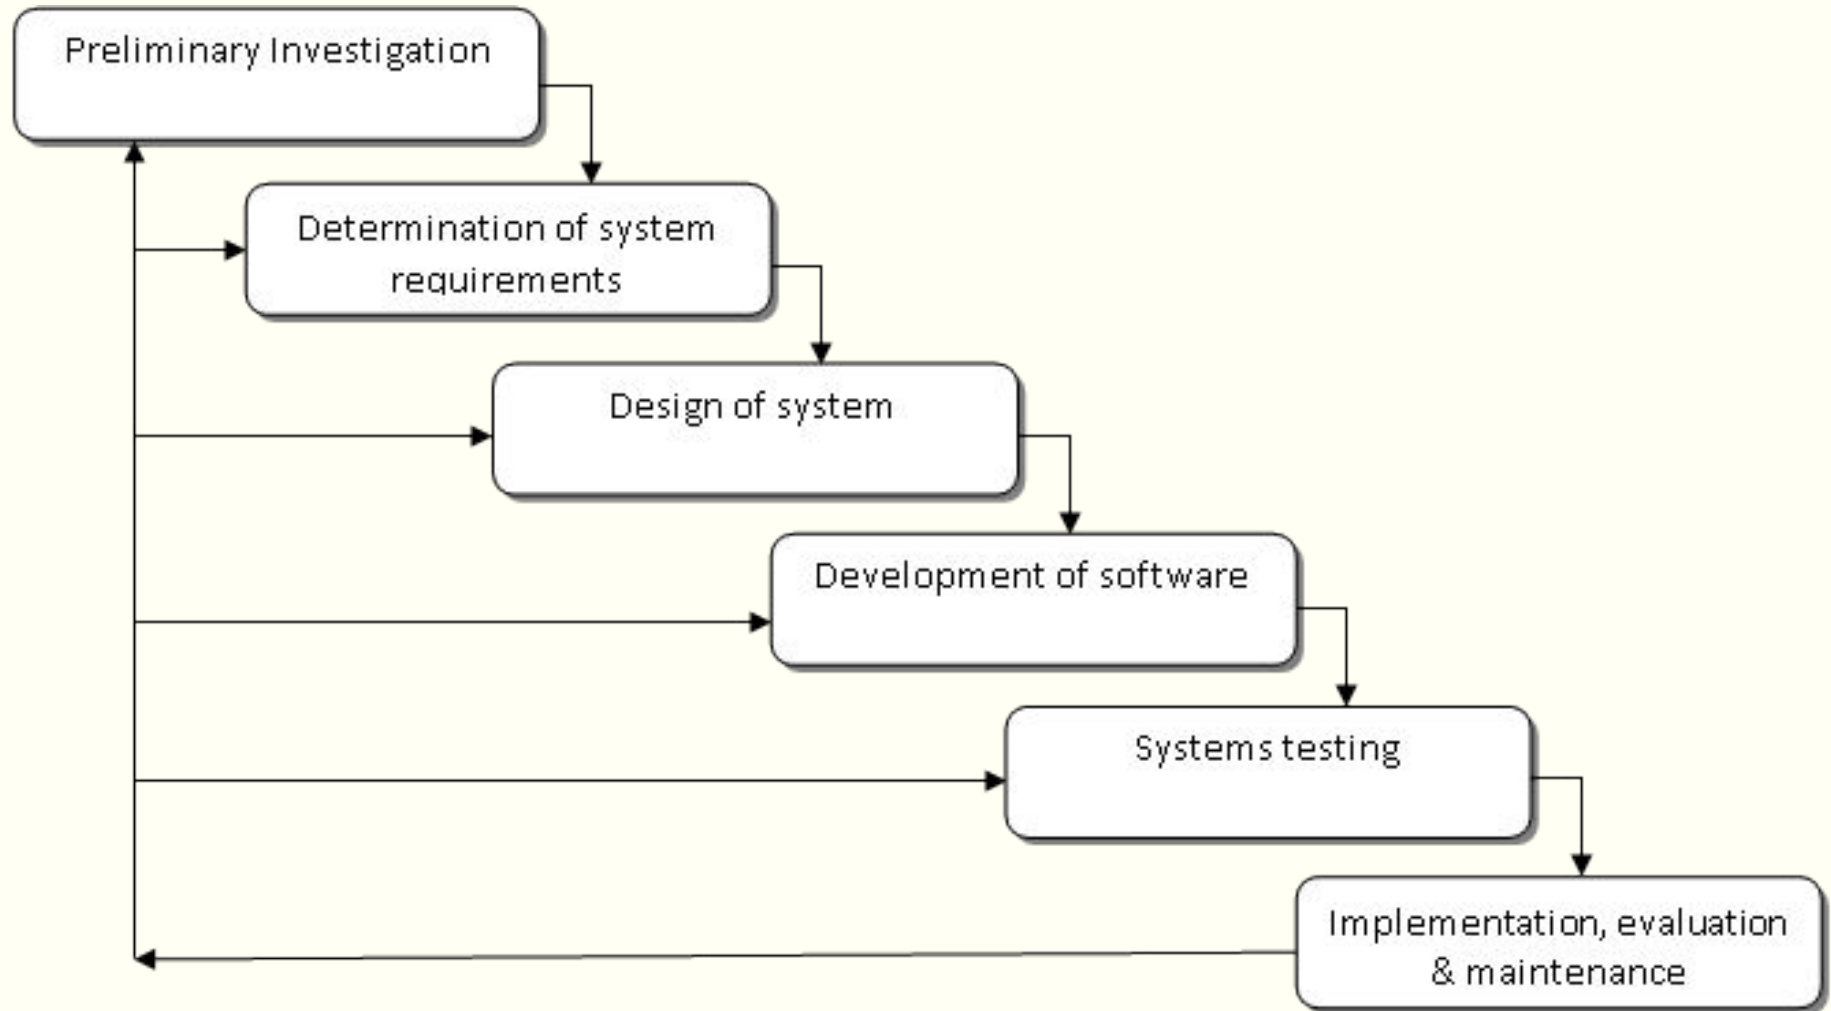 Preliminary Investigation
Determination of system
requirements
Design of system
Development of software
Systems testing
Implementation, evaluation
& maintenance